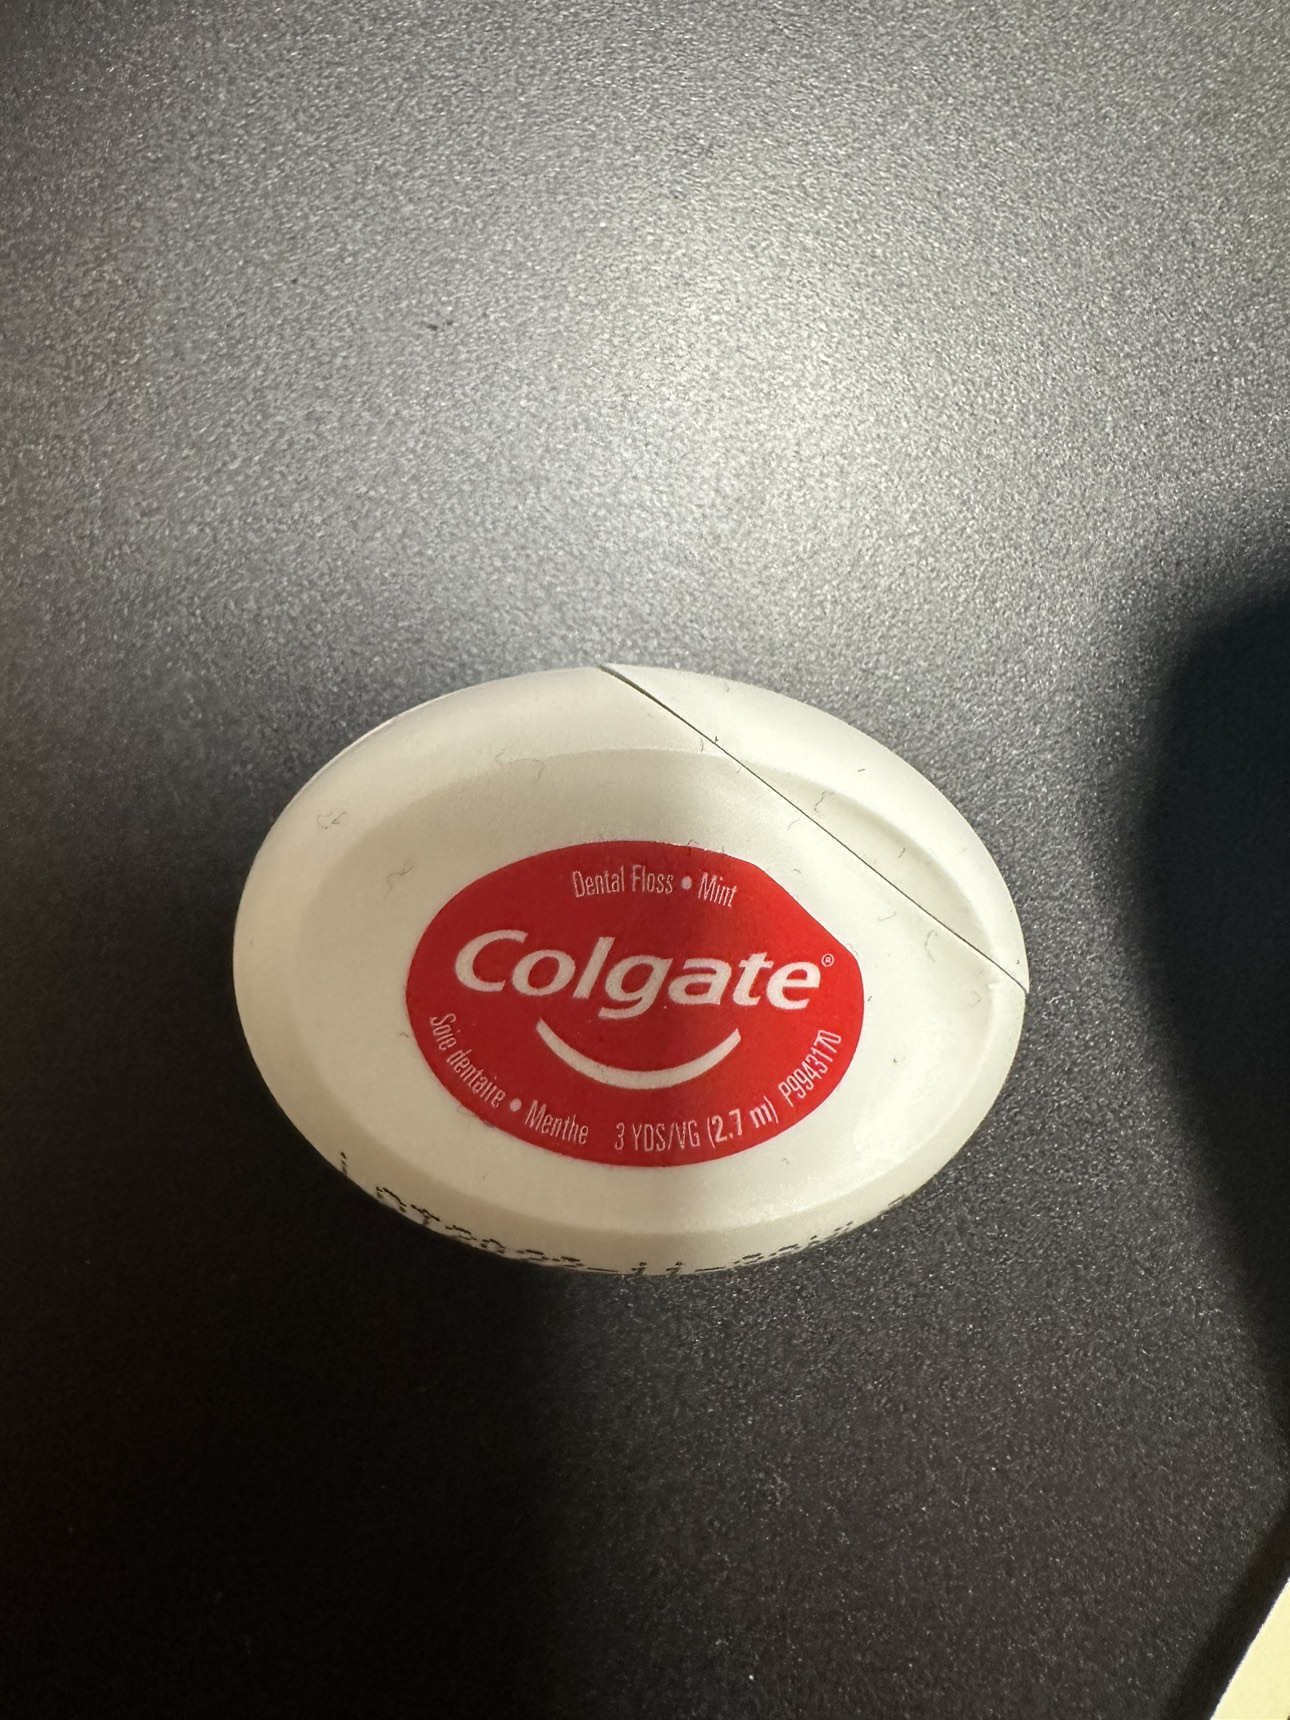 Dental Floss • Mint
Colgate®
Soie dentaire • Menthe 3 YDS/VG (2.7 m) P9943170